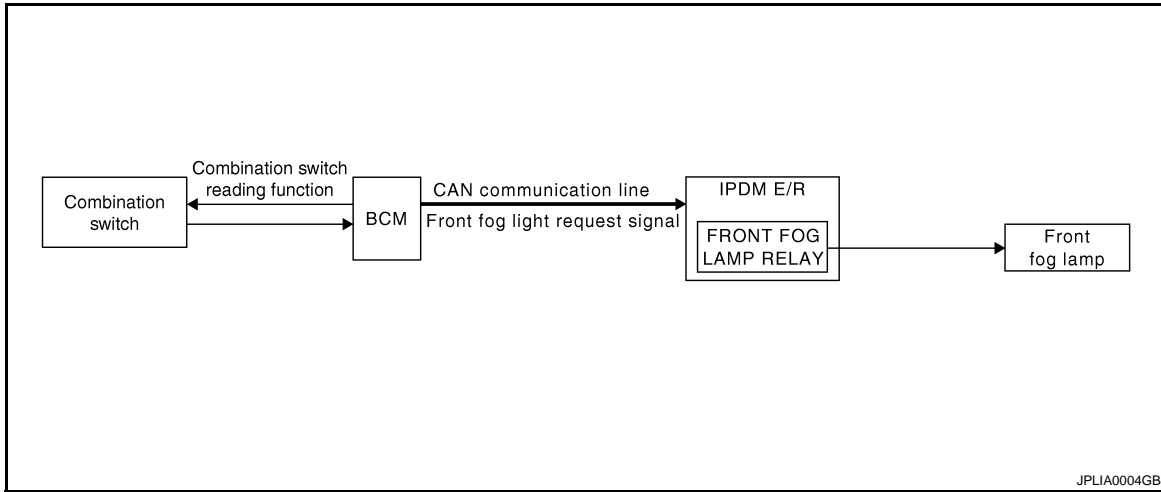 Combination switch
reading function
Combination
switch
BCM
CAN communication line
Front fog light request signal
IPDM E/R
FRONT FOG
LAMP RELAY
Front
fog lamp
JPLIA0004GB